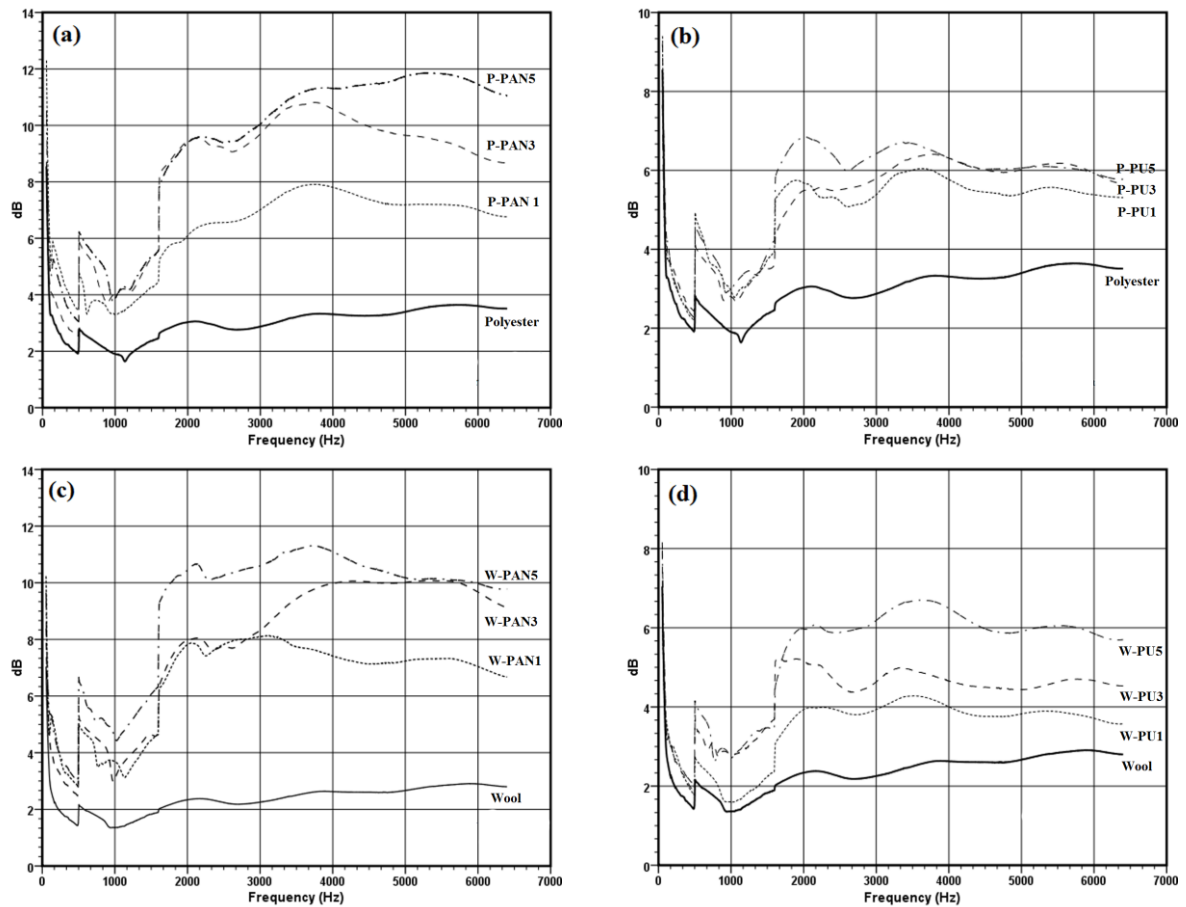 (a)
14
12
10
8
6
4
2
0
dB
P-PAN5
P-PAN3
P-PAN 1
Polyester
0 1000 2000 3000 4000 5000 6000 7000
Frequency (Hz)
(b)
10
8
6
4
2
0
dB
P-PU5
P-PU3
P-PU1
Polyester
0 1000 2000 3000 4000 5000 6000 7000
Frequency (Hz)
(c)
14
12
10
8
6
4
2
0
dB
W-PAN5
W-PAN3
W-PAN1
Wool
0 1000 2000 3000 4000 5000 6000 7000
Frequency (Hz)
(d)
10
8
6
4
2
0
dB
W-PU5
W-PU3
W-PU1
Wool
0 1000 2000 3000 4000 5000 6000 7000
Frequency (Hz)